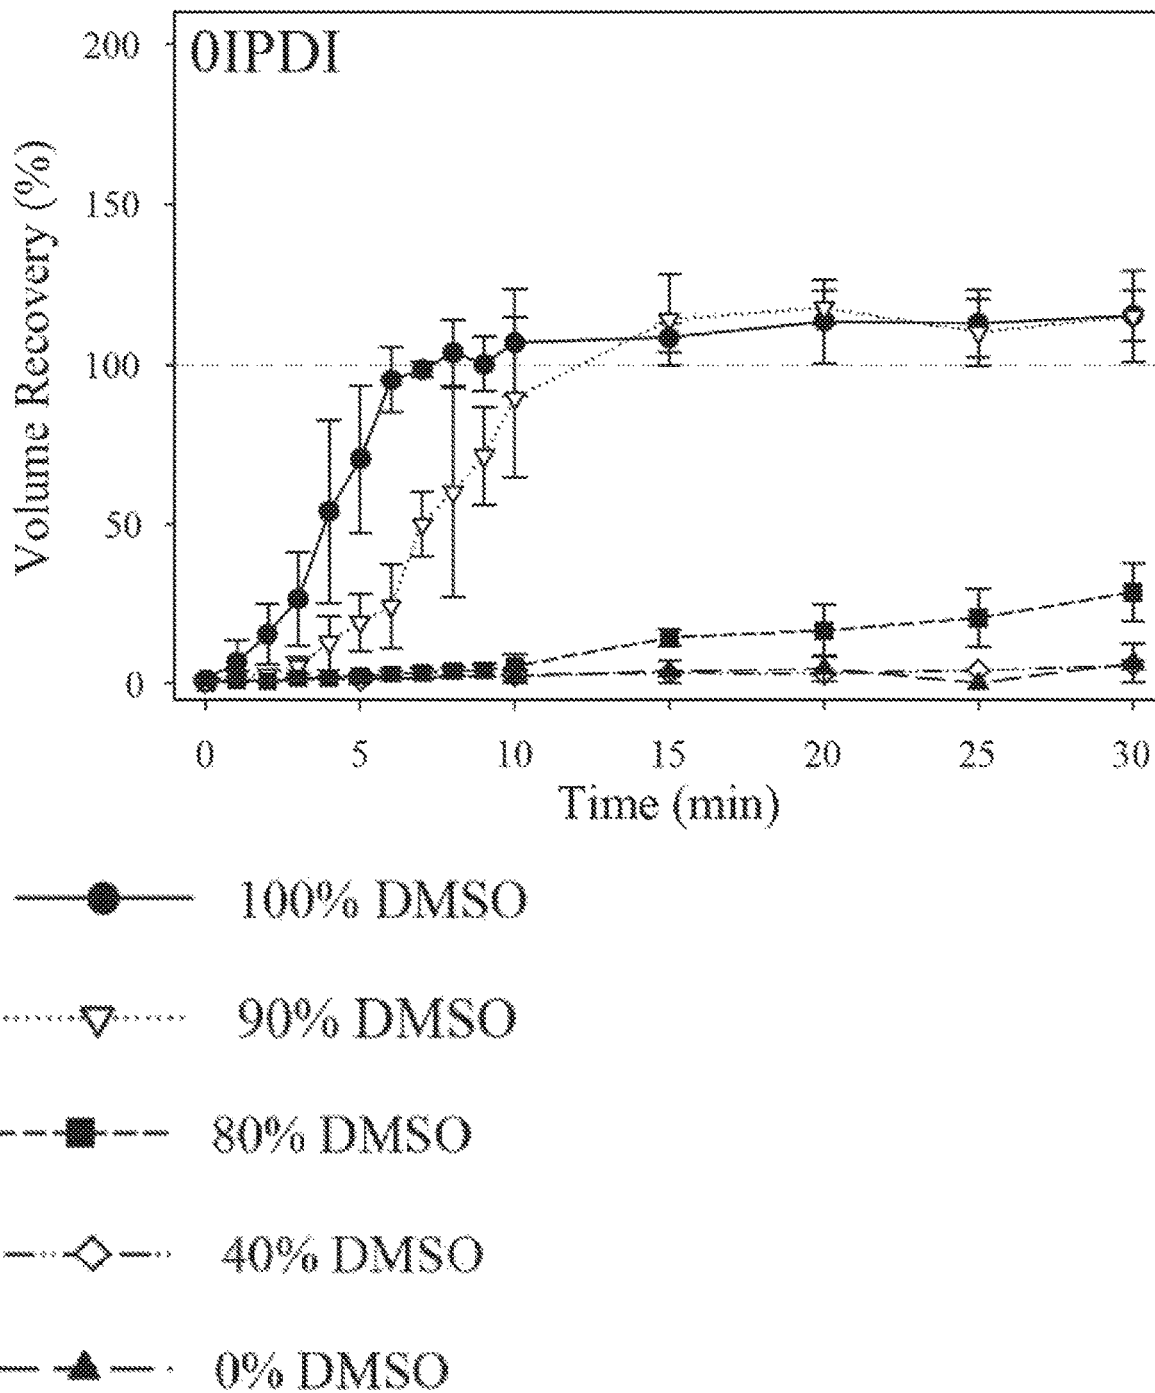 0IPDI
200
150
100
50
0
Volume Recovery (%)
0 5 10 15 20 25 30
Time (min)
100% DMSO
90% DMSO
80% DMSO
40% DMSO
0% DMSO